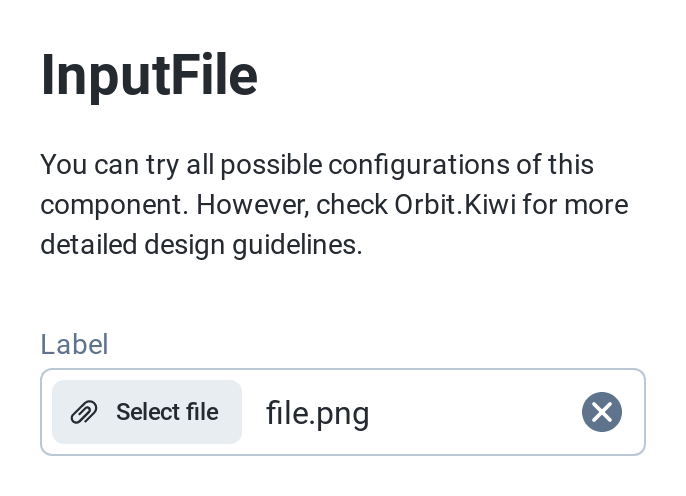 InputFile
You can try all possible configurations of this
component. However, check Orbit.Kiwi for more
detailed design guidelines.
Label
Select file file.png